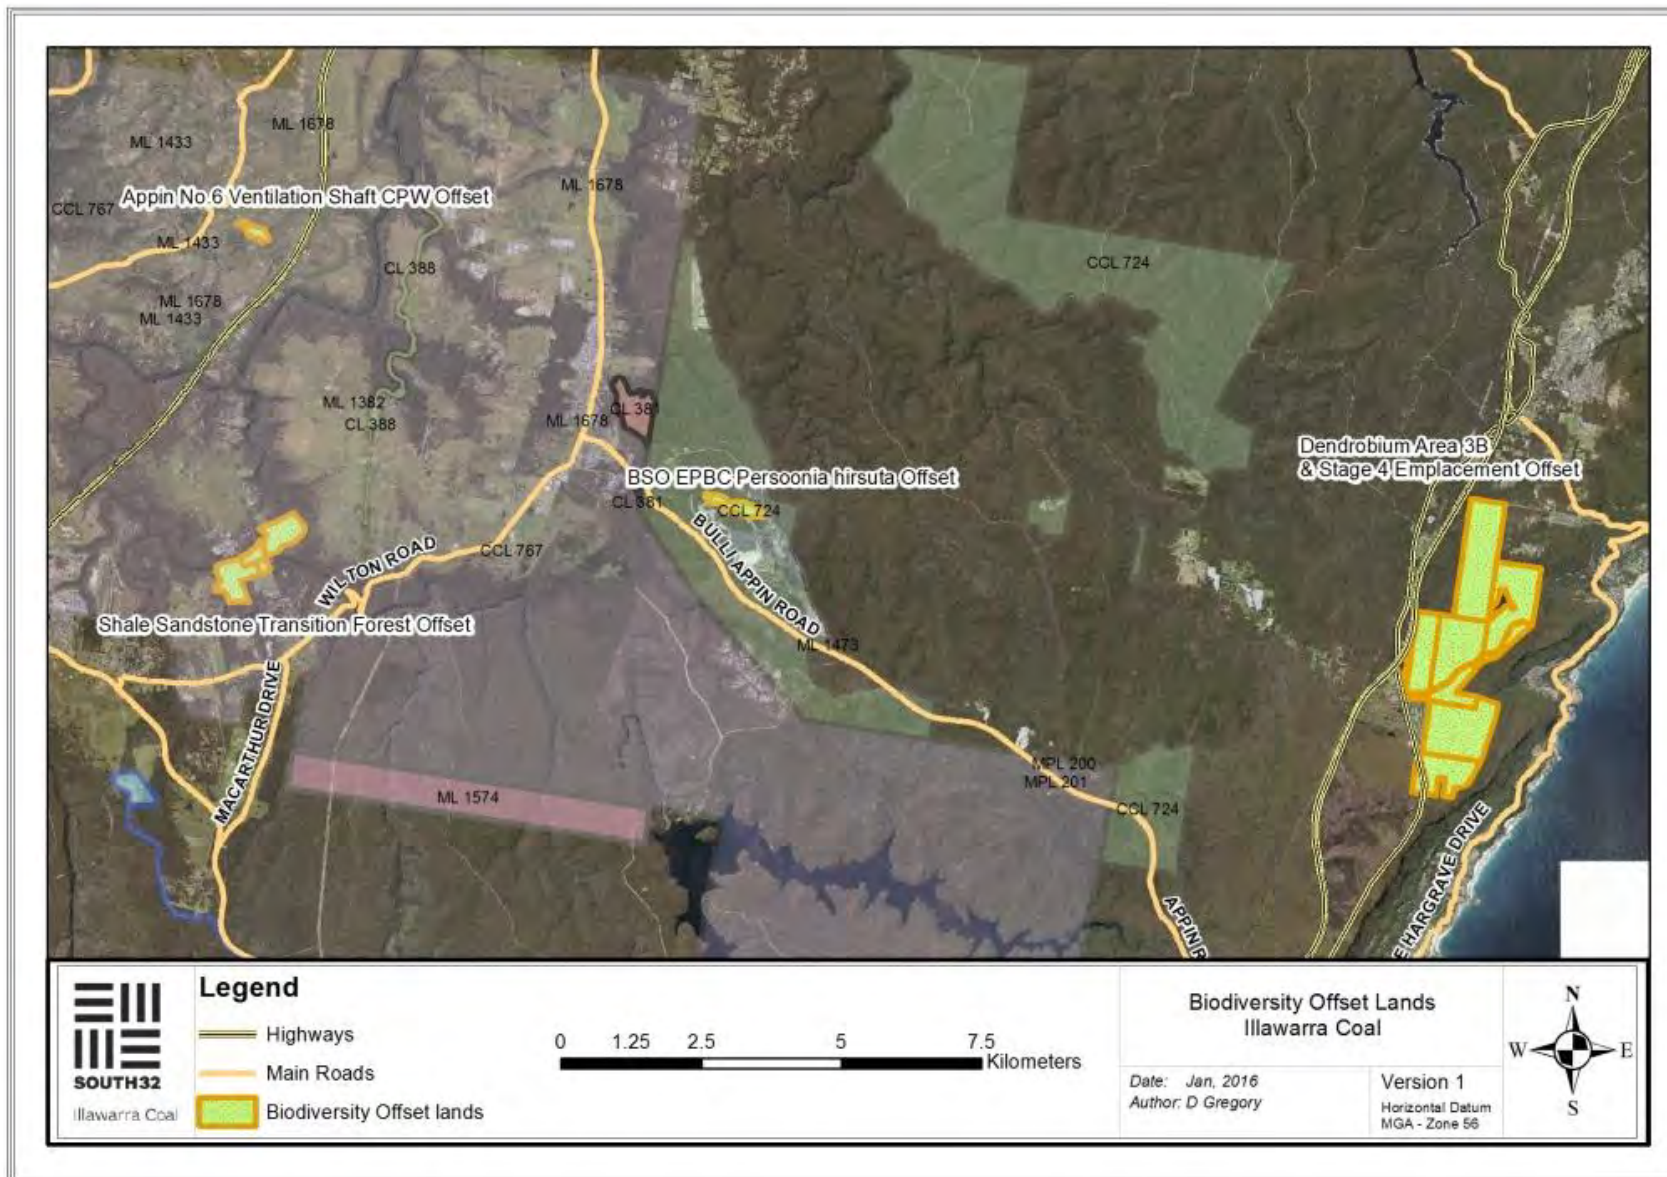 ML 1678
ML 1433
ML 1678
Appin No 6 Ventilation Shaft CPW Offset
CCL 767
ML 1433
CCL 724
CL 388
ML 1678
ML 1433
ML 1382
CL 381
CL 388
ML 1678
Dendrobium Area 3B
& Stage 4 Emplacement Offset
BSO EPBC Persoonia hirsuta Offset
CL 381
CCL 724
BULLI APPIN ROAD
CCL 767
WILTON ROAD
Shale Sandstone Transition Forest Offset
ML 1473
MACARTHUR DRIVE
MPL 200
MPL 201
ML 1574
CCL 724
APPIN R
E HARGRAVE DRIVE
SOUTH32
Illawarra Coal
Legend
Highways
Main Roads
Biodiversity Offset lands
0 1.25 2.5 5 7.5
Kilometers
Biodiversity Offset Lands
Illawarra Coal
Date: Jan, 2016
Author: D Gregory
Version 1
Horizontal Datum
MGA - Zone 56
N
W E
S